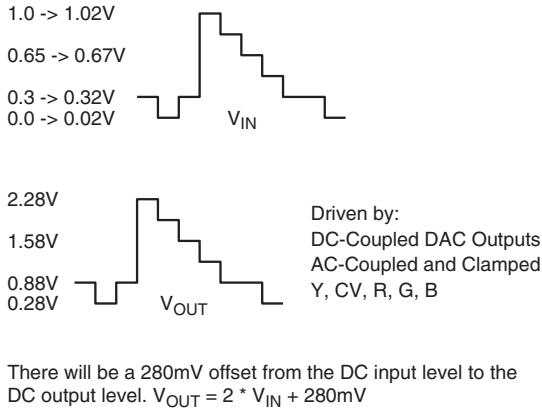 1.0 -> 1.02V
0.65 -> 0.67V
0.3 -> 0.32V
0.0 -> 0.02V
VIN
2.28V
1.58V
0.88V
0.28V
VOUT
Driven by:
DC-Coupled DAC Outputs
AC-Coupled and Clamped
Y, CV, R, G, B
There will be a 280mV offset from the DC input level to the
DC output level. VOUT = 2 * VIN + 280mV